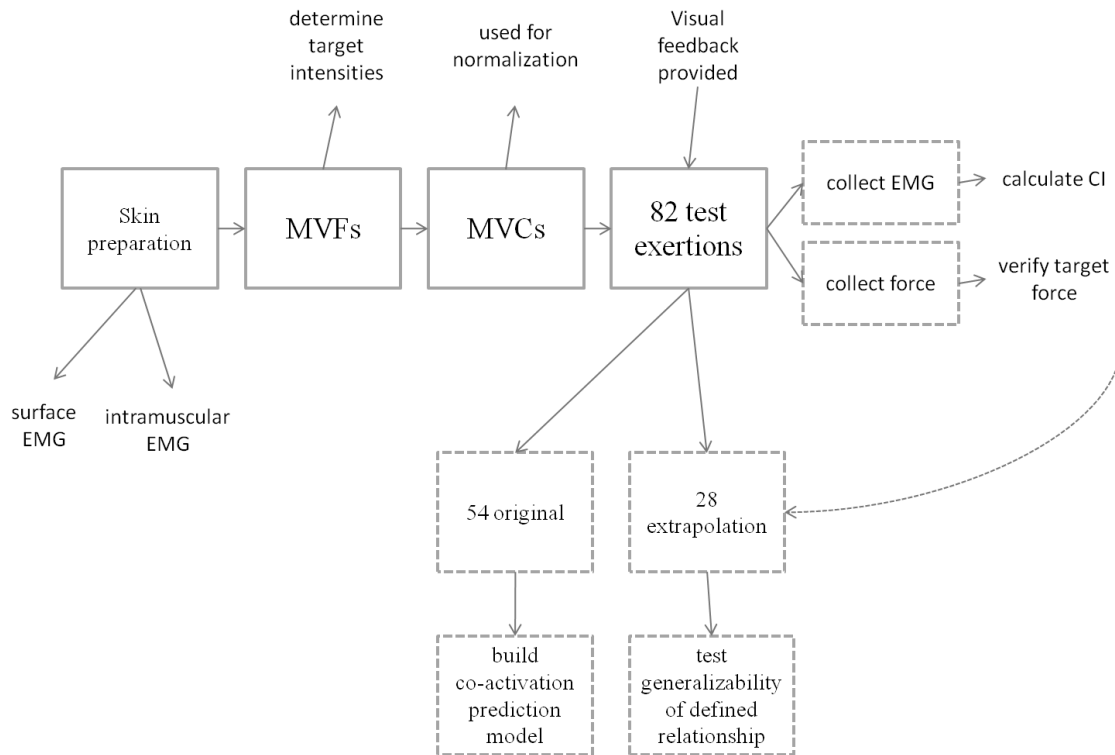 determine
target
intensities
used for
normalization
Visual
feedback
provided
Skin
preparation
MVFs
MVCs
82 test
exertions
collect EMG
calculate CI
collect force
verify target
force
surface
EMG
intramuscular
EMG
54 original
28
extrapolation
build
co-activation
prediction
model
test
generalizability
of defined
relationship